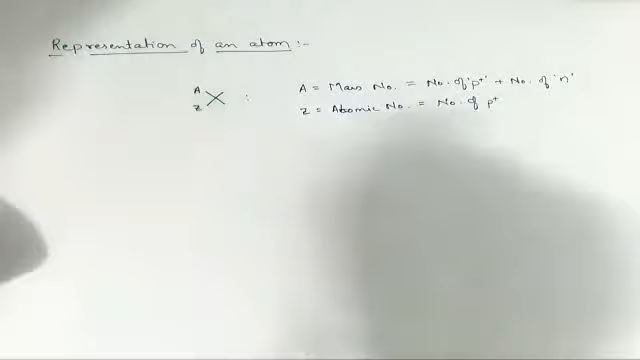 Representation of an atom :-
A
Z X : A = Mass No. = No. of 'p+' + No. of 'n'
Z = Atomic No. = No. of p+